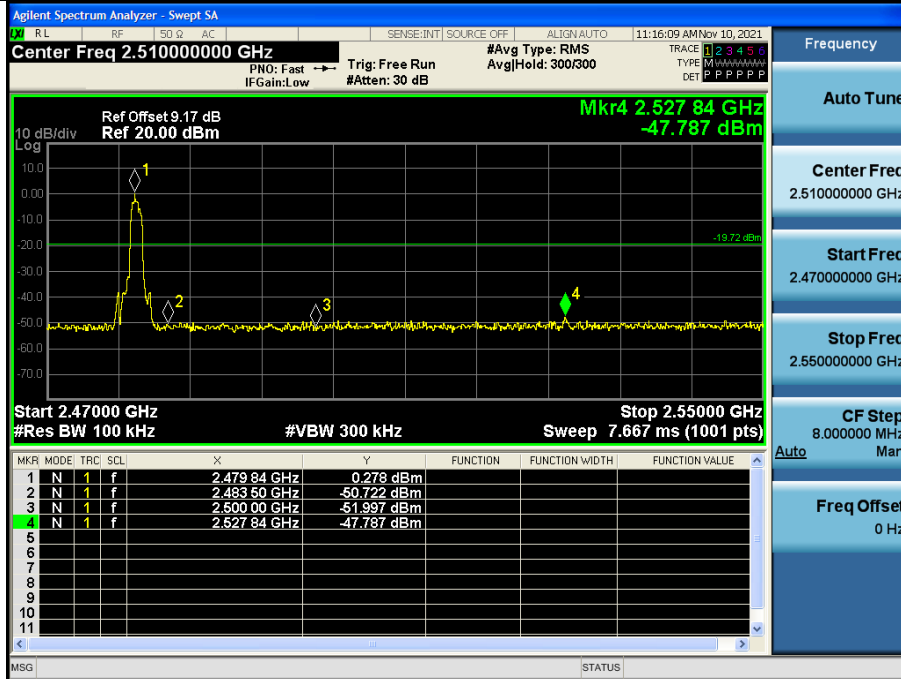 Agilent Spectrum Analyzer - Swept SA
LXI RL RF 50 Ω AC SENSE:INT SOURCE OFF ALIGN AUTO 11:16:09 AM Nov 10, 2021
Center Freq 2.510000000 GHz #Avg Type: RMS TRACE 1 2 3 4 5 6
PNO: Fast Trig: Free Run Avg|Hold: 300/300 TYPE M WWWWW
IFGain:Low #Atten: 30 dB DET P P P P P P
Mkr4 2.527 84 GHz
-47.787 dBm
Ref Offset 9.17 dB
10 dB/div Ref 20.00 dBm
Log
10.0
0.00
-10.0
-20.0
-30.0
-40.0
-50.0
-60.0
-70.0
1
2
3
4
-19.72 dBm
Start 2.47000 GHz Stop 2.55000 GHz
#Res BW 100 kHz #VBW 300 kHz Sweep 7.667 ms (1001 pts)
MKR MODE TRC SCL X Y FUNCTION FUNCTION WIDTH FUNCTION VALUE
1 N 1 f 2.479 84 GHz 0.278 dBm
2 N 1 f 2.483 50 GHz -50.722 dBm
3 N 1 f 2.500 00 GHz -51.997 dBm
4 N 1 f 2.527 84 GHz -47.787 dBm
5
6
7
8
9
10
11
MSG STATUS
Frequency
Auto Tune
Center Freq
2.510000000 GHz
Start Freq
2.470000000 GHz
Stop Freq
2.550000000 GHz
CF Step
8.000000 MHz
Auto Man
Freq Offset
0 Hz